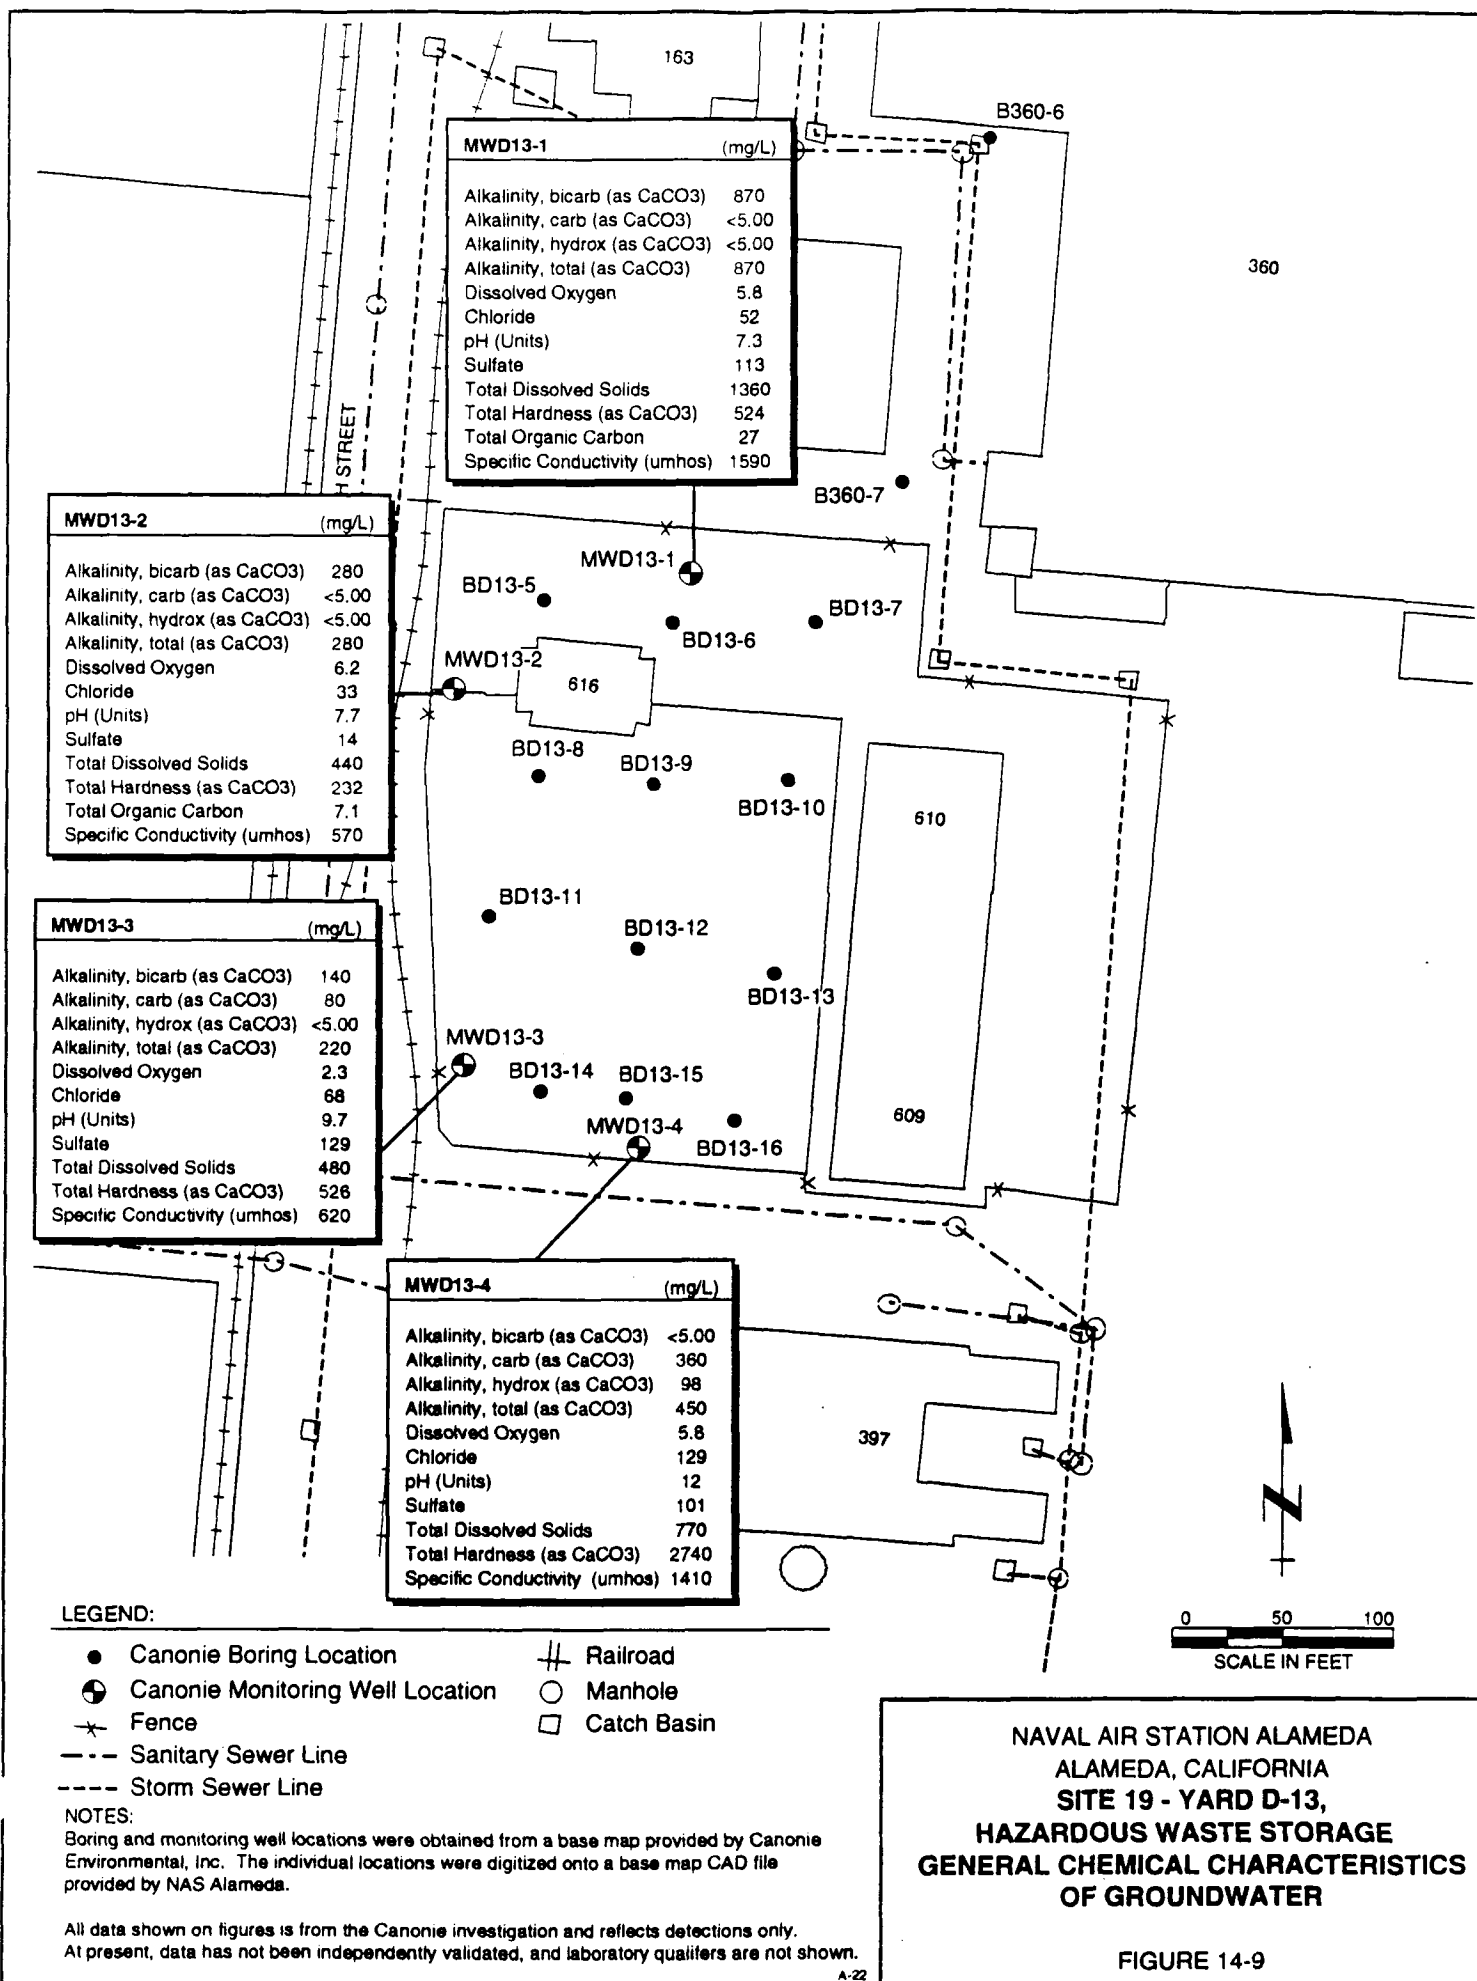 163
B360-6
MWD13-1 (mg/L)
Alkalinity, bicarb (as CaCO3) 870
Alkalinity, carb (as CaCO3) <5.00
Alkalinity, hydrox (as CaCO3) <5.00
Alkalinity, total (as CaCO3) 870
Dissolved Oxygen 5.8
Chloride 52
pH (Units) 7.3
Sulfate 113
Total Dissolved Solids 1360
Total Hardness (as CaCO3) 524
Total Organic Carbon 27
Specific Conductivity (umhos) 1590
360
STREET
B360-7
MWD13-2 (mg/L)
Alkalinity, bicarb (as CaCO3) 280
Alkalinity, carb (as CaCO3) <5.00
Alkalinity, hydrox (as CaCO3) <5.00
Alkalinity, total (as CaCO3) 280
Dissolved Oxygen 6.2
Chloride 33
pH (Units) 7.7
Sulfate 14
Total Dissolved Solids 440
Total Hardness (as CaCO3) 232
Total Organic Carbon 7.1
Specific Conductivity (umhos) 570
MWD13-1
BD13-5
BD13-7
BD13-6
MWD13-2
616
BD13-8
BD13-9
BD13-10
610
BD13-11
BD13-12
BD13-13
MWD13-3 (mg/L)
Alkalinity, bicarb (as CaCO3) 140
Alkalinity, carb (as CaCO3) 80
Alkalinity, hydrox (as CaCO3) <5.00
Alkalinity, total (as CaCO3) 220
Dissolved Oxygen 2.3
Chloride 68
pH (Units) 9.7
Sulfate 129
Total Dissolved Solids 480
Total Hardness (as CaCO3) 526
Specific Conductivity (umhos) 620
MWD13-3
BD13-14
BD13-15
MWD13-4
BD13-16
609
MWD13-4 (mg/L)
Alkalinity, bicarb (as CaCO3) <5.00
Alkalinity, carb (as CaCO3) 360
Alkalinity, hydrox (as CaCO3) 98
Alkalinity, total (as CaCO3) 450
Dissolved Oxygen 5.8
Chloride 129
pH (Units) 12
Sulfate 101
Total Dissolved Solids 770
Total Hardness (as CaCO3) 2740
Specific Conductivity (umhos) 1410
397
N
0 50 100
SCALE IN FEET
LEGEND:
Canonie Boring Location
Canonie Monitoring Well Location
Fence
Sanitary Sewer Line
Storm Sewer Line
Railroad
Manhole
Catch Basin
NOTES:
Boring and monitoring well locations were obtained from a base map provided by Canonie
Environmental, Inc. The individual locations were digitized onto a base map CAD file
provided by NAS Alameda.
All data shown on figures is from the Canonie investigation and reflects detections only.
At present, data has not been independently validated, and laboratory qualifers are not shown.
A-22
NAVAL AIR STATION ALAMEDA
ALAMEDA, CALIFORNIA
SITE 19 - YARD D-13,
HAZARDOUS WASTE STORAGE
GENERAL CHEMICAL CHARACTERISTICS
OF GROUNDWATER
FIGURE 14-9